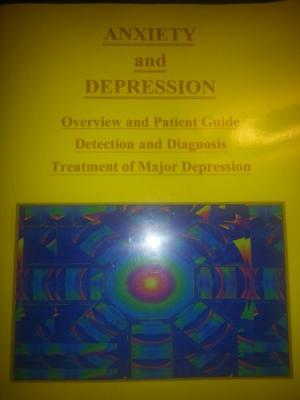 ANXIETY
and
DEPRESSION
Overview and Patient Guide
Detection and Diagnosis
Treatment of Major Depression